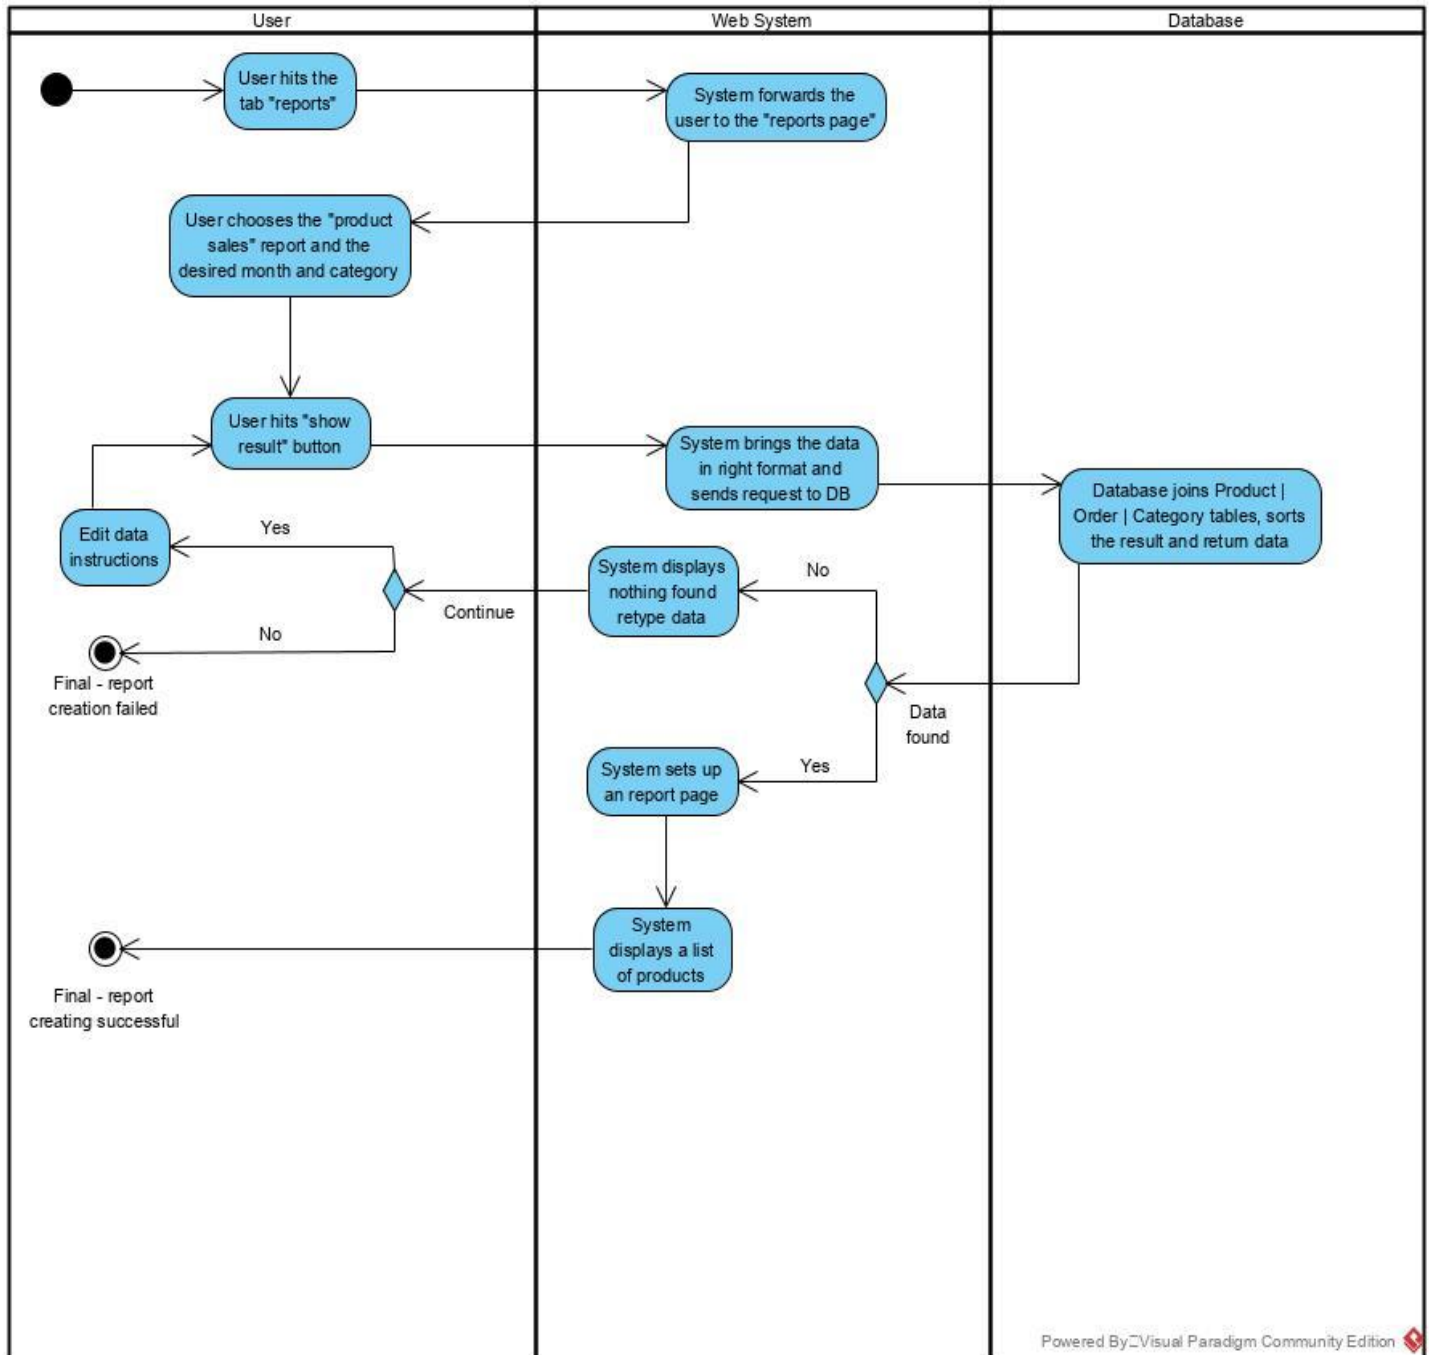 User
Web System
Database
User hits the
tab "reports"
System forwards the
user to the "reports page"
User chooses the "product
sales" report and the
desired month and category
User hits "show
result" button
System brings the data
in right format and
sends request to DB
Database joins Product |
Order | Category tables, sorts
the result and return data
Edit data
instructions
Yes
System displays
nothing found
retype data
No
Continue
No
Final - report
creation failed
Data
found
System sets up
an report page
Yes
System
displays a list
of products
Final - report
creating successful
Powered By Visual Paradigm Community Edition